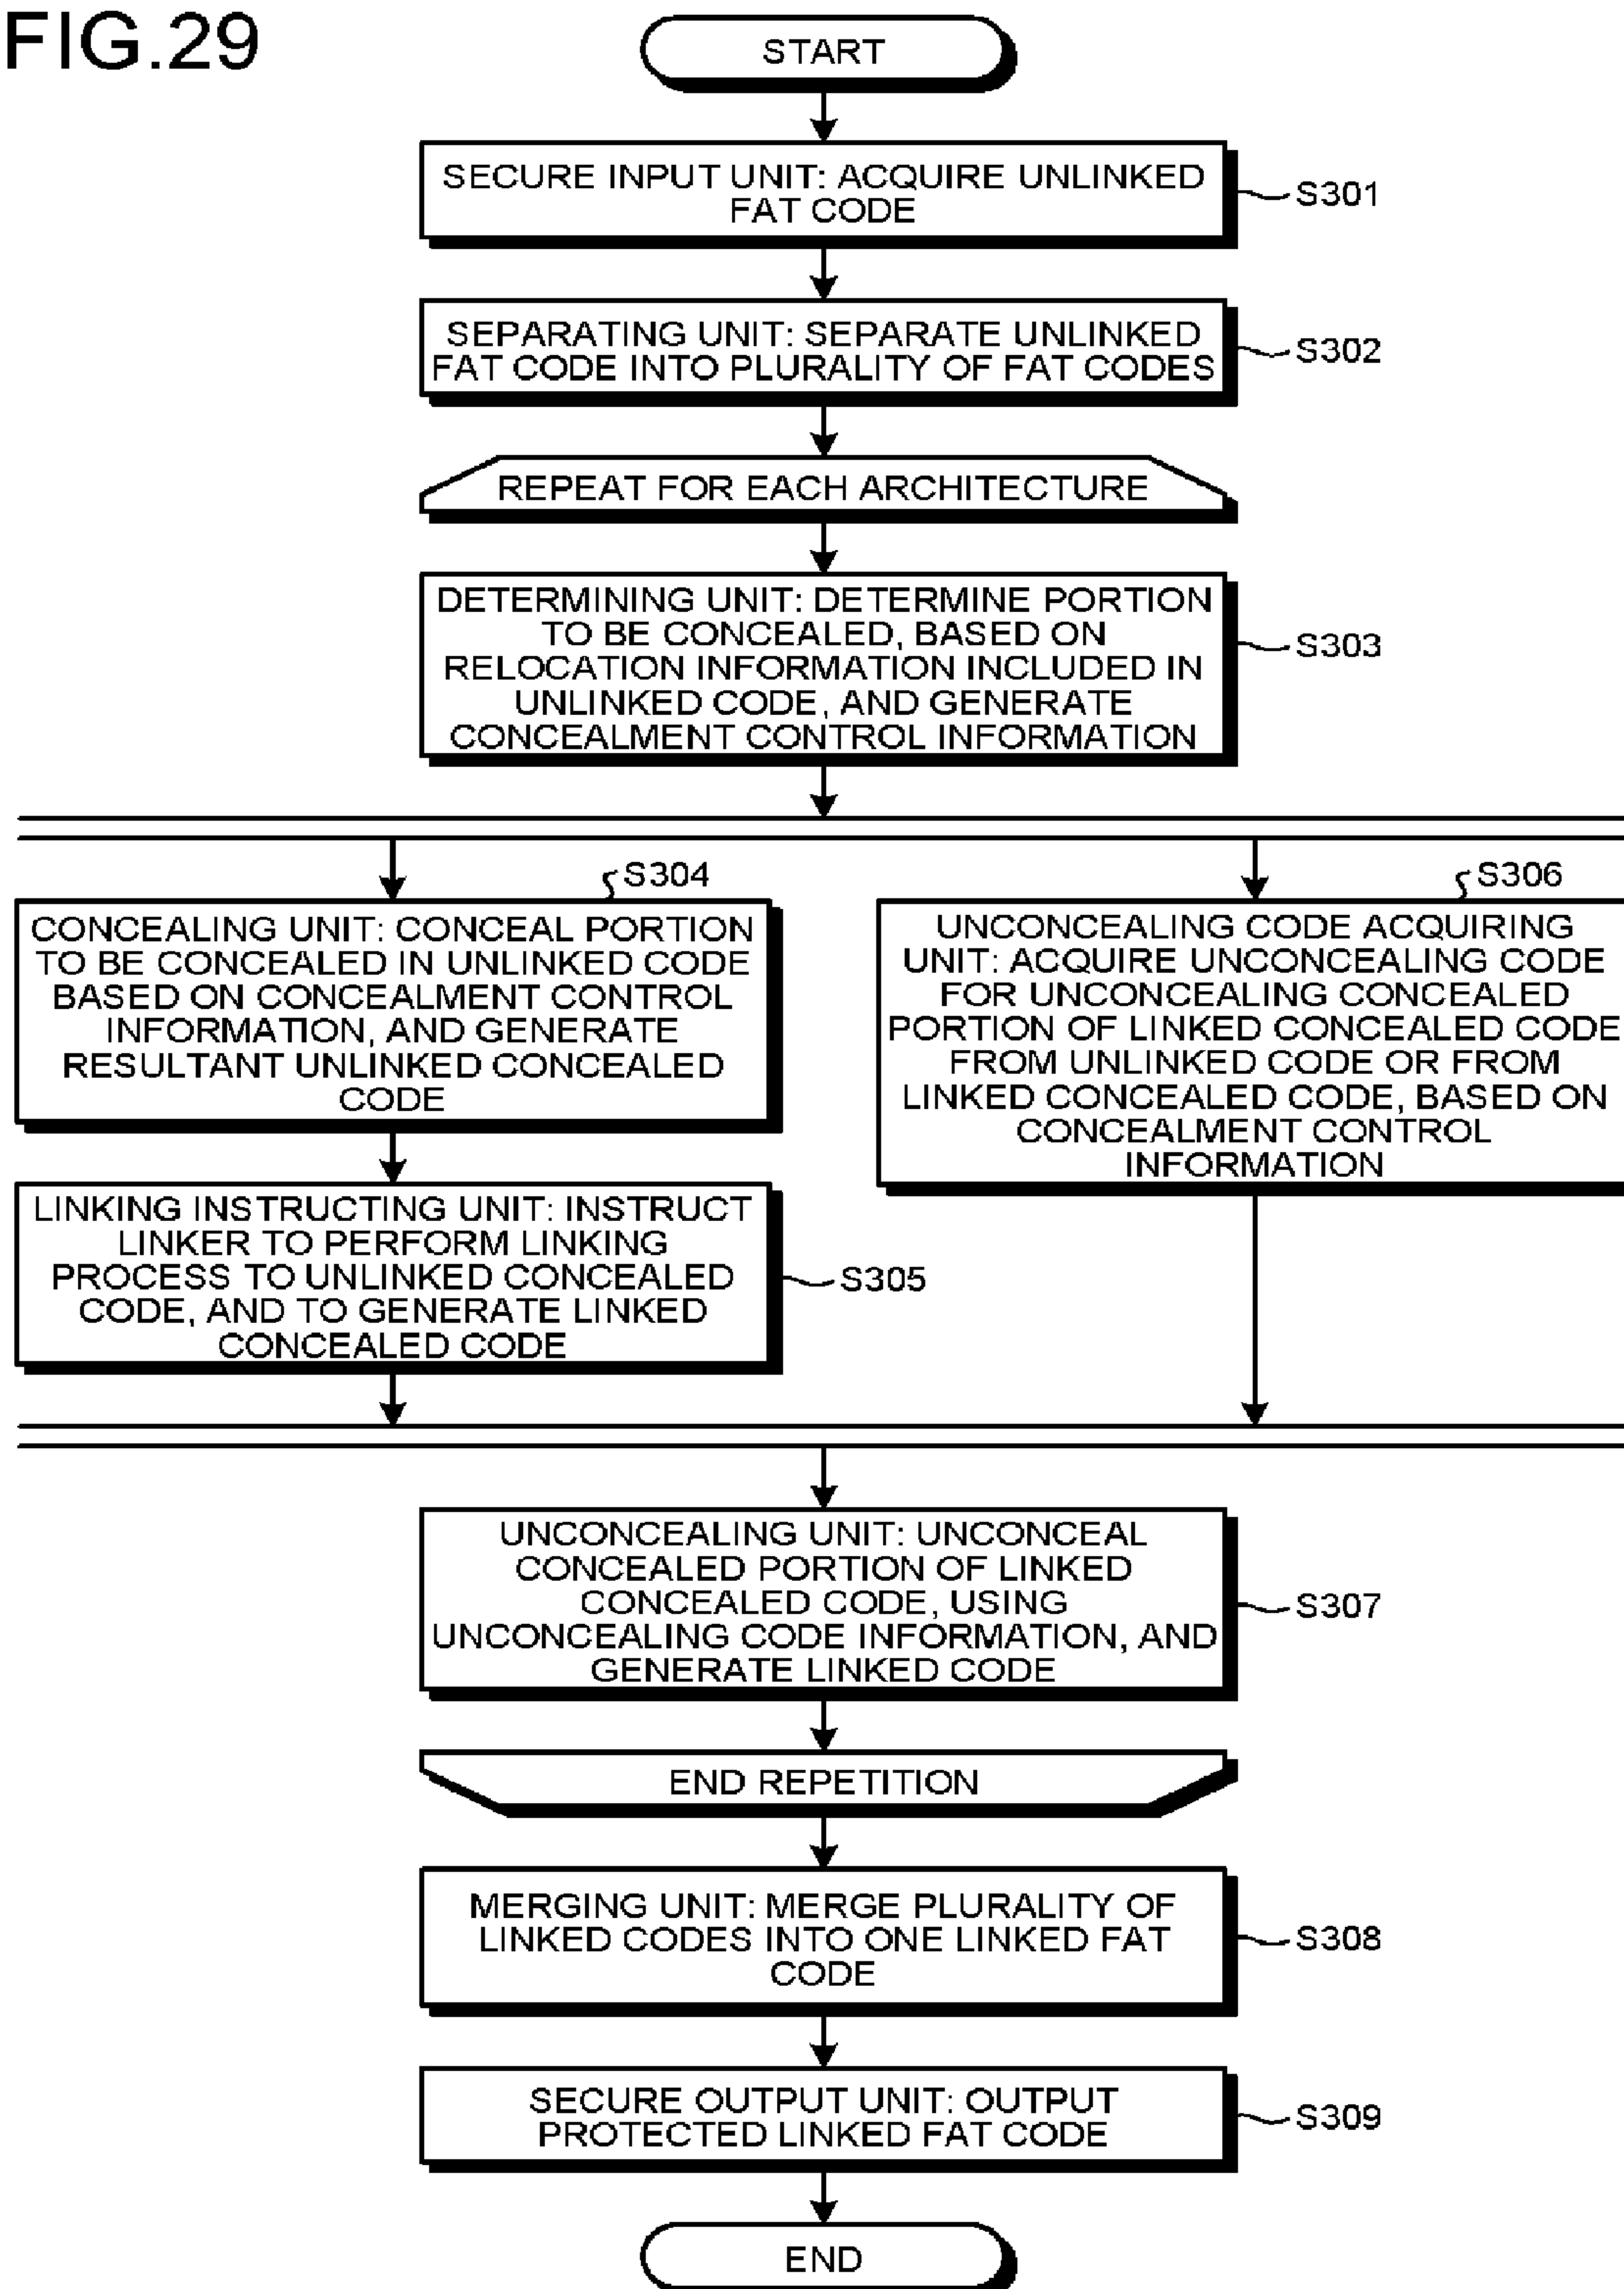 FIG.29
START
SECURE INPUT UNIT: ACQUIRE UNLINKED
FAT CODE
S301
SEPARATING UNIT: SEPARATE UNLINKED
FAT CODE INTO PLURALITY OF FAT CODES
S302
REPEAT FOR EACH ARCHITECTURE
DETERMINING UNIT: DETERMINE PORTION
TO BE CONCEALED, BASED ON
RELOCATION INFORMATION INCLUDED IN
UNLINKED CODE, AND GENERATE
CONCEALMENT CONTROL INFORMATION
S303
S304
CONCEALING UNIT: CONCEAL PORTION
TO BE CONCEALED IN UNLINKED CODE
BASED ON CONCEALMENT CONTROL
INFORMATION, AND GENERATE
RESULTANT UNLINKED CONCEALED
CODE
LINKING INSTRUCTING UNIT: INSTRUCT
LINKER TO PERFORM LINKING
PROCESS TO UNLINKED CONCEALED
CODE, AND TO GENERATE LINKED
CONCEALED CODE
S305
S306
UNCONCEALING CODE ACQUIRING
UNIT: ACQUIRE UNCONCEALING CODE
FOR UNCONCEALING CONCEALED
PORTION OF LINKED CONCEALED CODE
FROM UNLINKED CODE OR FROM
LINKED CONCEALED CODE, BASED ON
CONCEALMENT CONTROL
INFORMATION
UNCONCEALING UNIT: UNCONCEAL
CONCEALED PORTION OF LINKED
CONCEALED CODE, USING
UNCONCEALING CODE INFORMATION, AND
GENERATE LINKED CODE
S307
END REPETITION
MERGING UNIT: MERGE PLURALITY OF
LINKED CODES INTO ONE LINKED FAT
CODE
S308
SECURE OUTPUT UNIT: OUTPUT
PROTECTED LINKED FAT CODE
S309
END